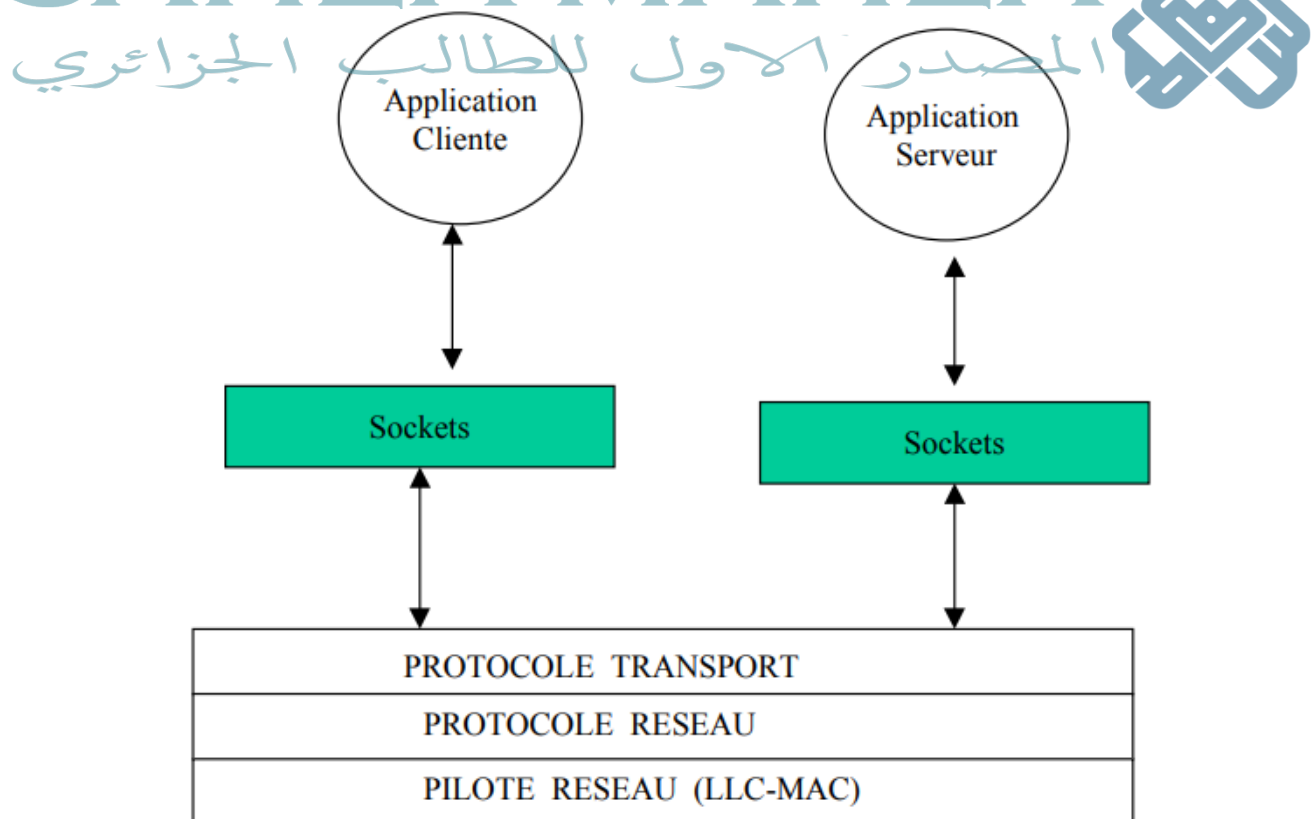 المصدر الاول للطالب الجزائري
Application
Cliente
Application
Serveur
Sockets
Sockets
PROTOCOLE TRANSPORT
PROTOCOLE RESEAU
PILOTE RESEAU (LLC-MAC)